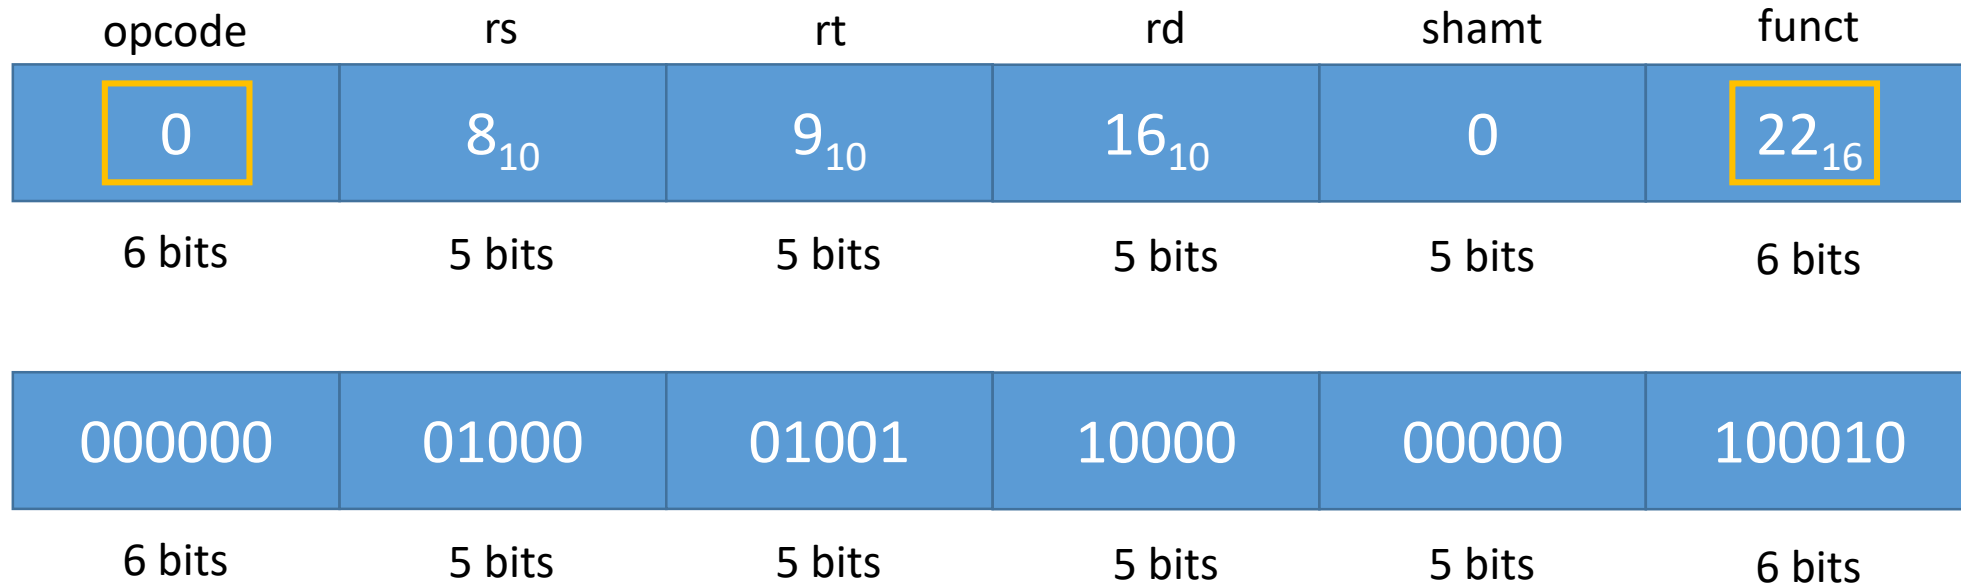 opcode rs rt rd shamt funct
0 8₁₀ 9₁₀ 16₁₀ 0 22₁₆
6 bits 5 bits 5 bits 5 bits 5 bits 6 bits
000000 01000 01001 10000 00000 100010
6 bits 5 bits 5 bits 5 bits 5 bits 6 bits